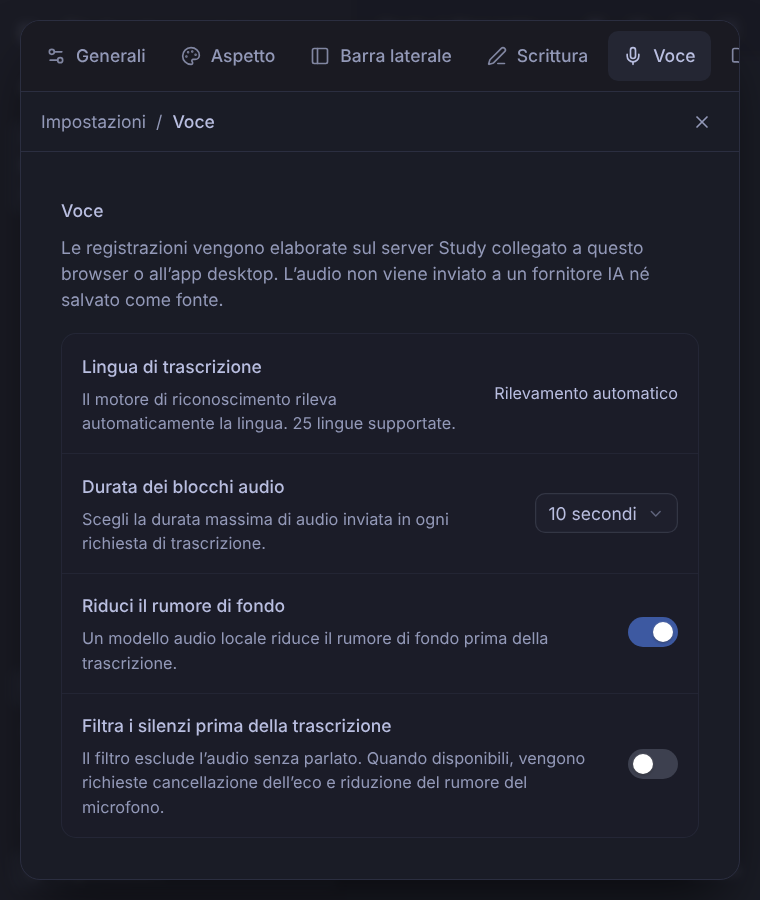 Generali Aspetto Barra laterale Scrittura Voce
Impostazioni / Voce
Voce
Le registrazioni vengono elaborate sul server Study collegato a questo
browser o all’app desktop. L’audio non viene inviato a un fornitore IA né
salvato come fonte.
Lingua di trascrizione
Il motore di riconoscimento rileva
automaticamente la lingua. 25 lingue supportate.
Rilevamento automatico
Durata dei blocchi audio
Scegli la durata massima di audio inviata in ogni
richiesta di trascrizione.
10 secondi
Riduci il rumore di fondo
Un modello audio locale riduce il rumore di fondo prima della
trascrizione.
Filtra i silenzi prima della trascrizione
Il filtro esclude l’audio senza parlato. Quando disponibili, vengono
richieste cancellazione dell’eco e riduzione del rumore del
microfono.